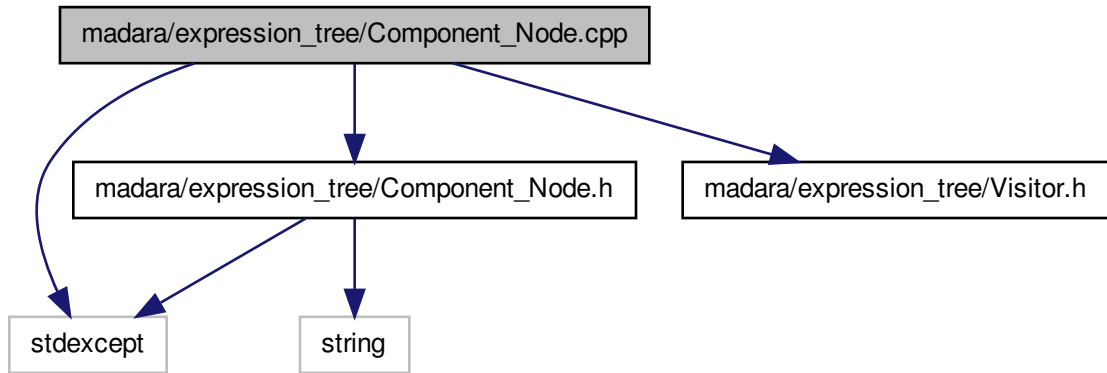 madara/expression_tree/Component_Node.cpp
madara/expression_tree/Component_Node.h
madara/expression_tree/Visitor.h
stdexcept
string